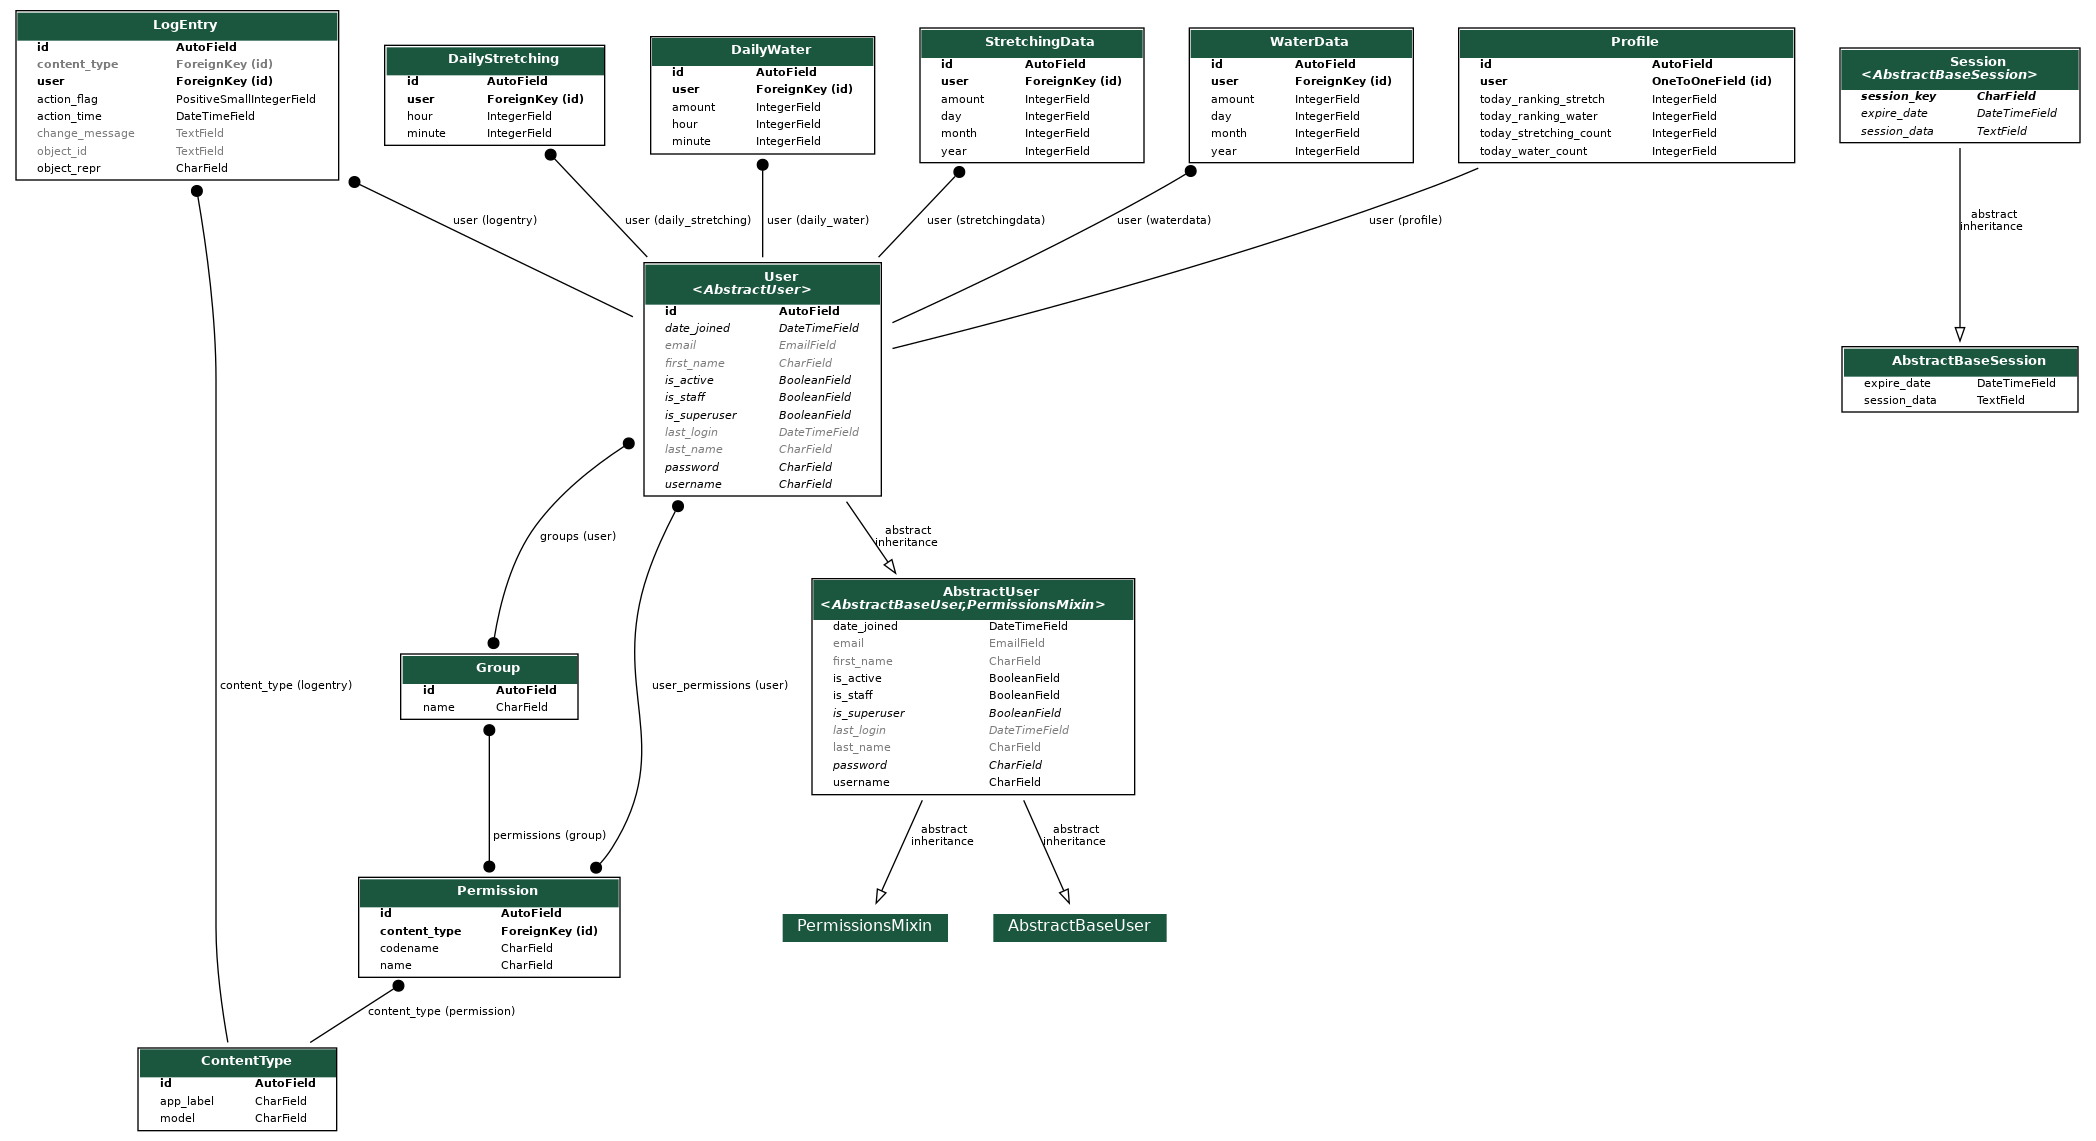 LogEntry
id AutoField
content_type ForeignKey (id)
user ForeignKey (id)
action_flag PositiveSmallIntegerField
action_time DateTimeField
change_message TextField
object_id TextField
object_repr CharField
DailyStretching
id AutoField
user ForeignKey (id)
hour IntegerField
minute IntegerField
DailyWater
id AutoField
user ForeignKey (id)
amount IntegerField
hour IntegerField
minute IntegerField
StretchingData
id AutoField
user ForeignKey (id)
amount IntegerField
day IntegerField
month IntegerField
year IntegerField
WaterData
id AutoField
user ForeignKey (id)
amount IntegerField
day IntegerField
month IntegerField
year IntegerField
Profile
id AutoField
user OneToOneField (id)
today_ranking_stretch IntegerField
today_ranking_water IntegerField
today_stretching_count IntegerField
today_water_count IntegerField
Session
<AbstractBaseSession>
session_key CharField
expire_date DateTimeField
session_data TextField
user (logentry)
user (daily_stretching)
user (daily_water)
user (stretchingdata)
user (waterdata)
user (profile)
abstract
inheritance
User
<AbstractUser>
id AutoField
date_joined DateTimeField
email EmailField
first_name CharField
is_active BooleanField
is_staff BooleanField
is_superuser BooleanField
last_login DateTimeField
last_name CharField
password CharField
username CharField
AbstractBaseSession
expire_date DateTimeField
session_data TextField
groups (user)
abstract
inheritance
AbstractUser
<AbstractBaseUser,PermissionsMixin>
date_joined DateTimeField
email EmailField
first_name CharField
is_active BooleanField
is_staff BooleanField
is_superuser BooleanField
last_login DateTimeField
last_name CharField
password CharField
username CharField
Group
id AutoField
name CharField
content_type (logentry)
user_permissions (user)
permissions (group)
abstract
inheritance
abstract
inheritance
Permission
id AutoField
content_type ForeignKey (id)
codename CharField
name CharField
PermissionsMixin
AbstractBaseUser
content_type (permission)
ContentType
id AutoField
app_label CharField
model CharField